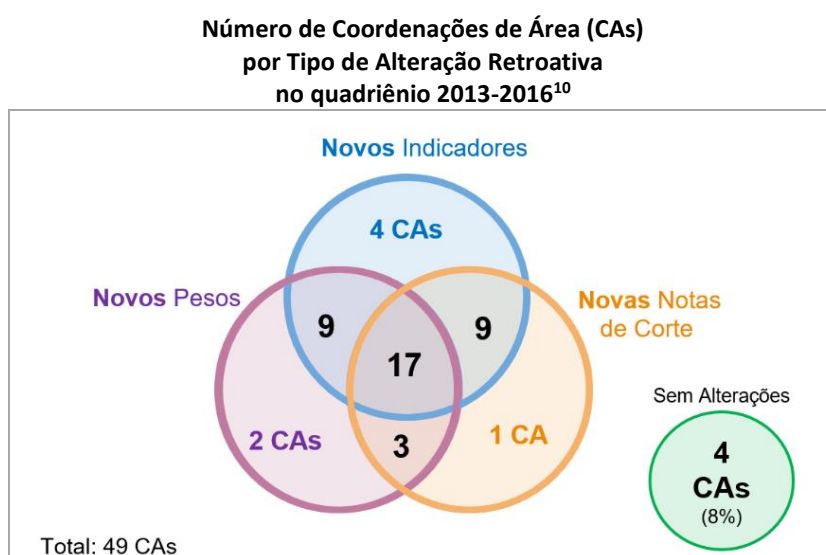 Número de Coordenações de Área (CAs)
por Tipo de Alteração Retroativa
no quadriênio 2013-2016¹⁰
Novos Indicadores
4 CAs
Novos Pesos
Novas Notas
de Corte
9
9
17
2 CAs
3
1 CA
Sem Alterações
4
CAs
(8%)
Total: 49 CAs